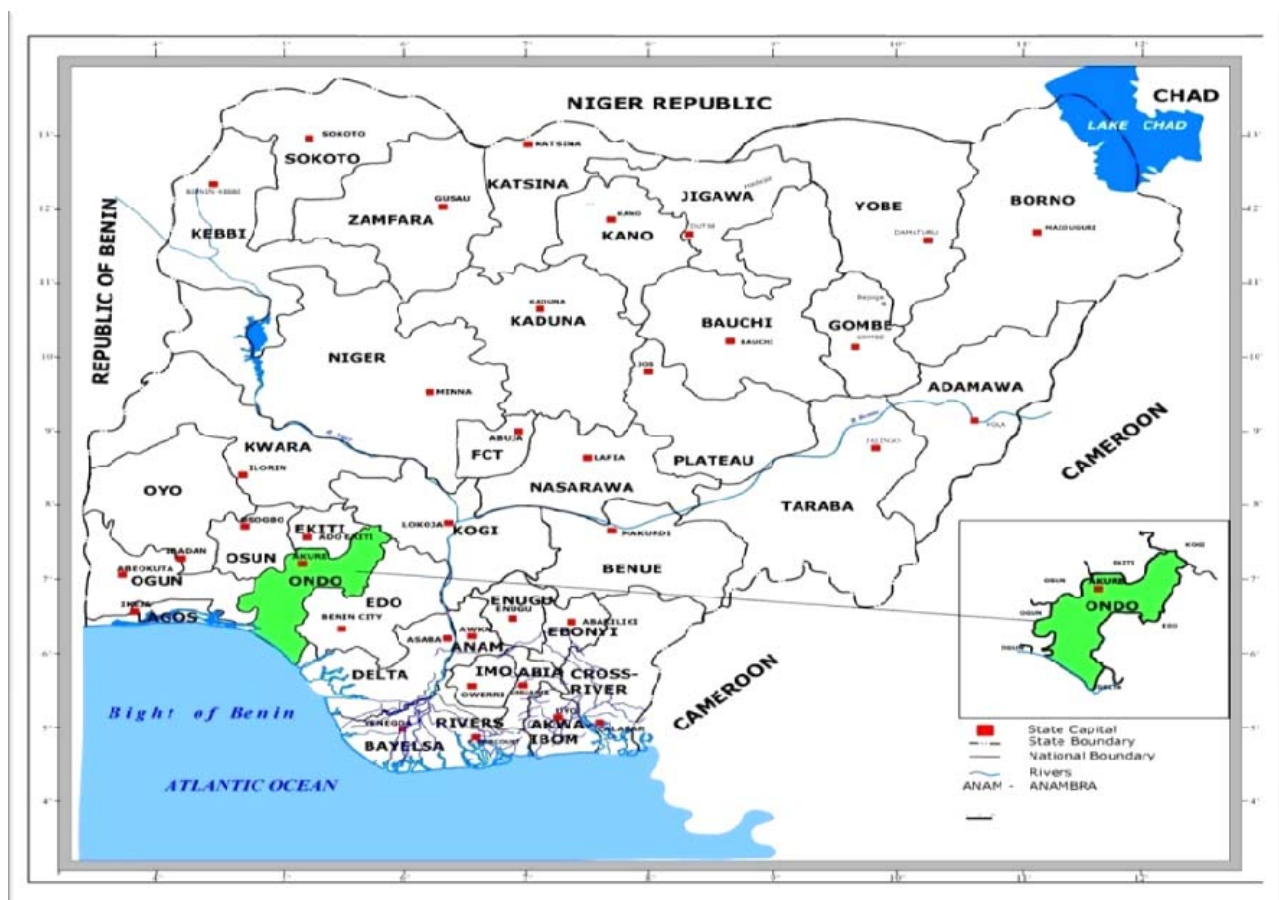 NIGER REPUBLIC
CHAD
LAKE CHAD
SOKOTO
SOKOTO
KATSINA
KATSINA
JIGAWA
ZAMFARA
GUSAU
KEBBI
KANO
KANO
YOBE
BORNO
MAIDUGURI
DAMATURU
REPUBLIC OF BENIN
KADUNA
KADUNA
BAUCHI
BAUCHI
GOMBE
NIGER
MINNA
JOS
ADAMAWA
YOLA
CAMEROON
KWARA
ILORIN
ABUJA
FCT
LAFIA
NASARAWA
PLATEAU
JALINGO
TARABA
OYO
OSOGBO
EKITI
ADO EKITI
LOKOJA
KOGI
MAKURDI
IBADAN
OSUN
AKURE
ONDO
ABEOKUTA
OGUN
BENUE
IKEJA
LAGOS
EDO
BENIN CITY
ENUGU
ENUGU
ABAKILIKI
EBONYI
ASABA
AWKA
ANAM
DELTA
IMO
ABIA
CROSS-
RIVER
OWERRI
CAMEROON
Bight of Benin
YENEGOA
RIVERS
BAYELSA
UYO
AKWA
IBOM
CALABAR
ATLANTIC OCEAN
KOGI
EKITI
OSUN
AKURE
ONDO
OGUN
EDO
DELTA
State Capital
State Boundary
National Boundary
Rivers
ANAM - ANAMBRA